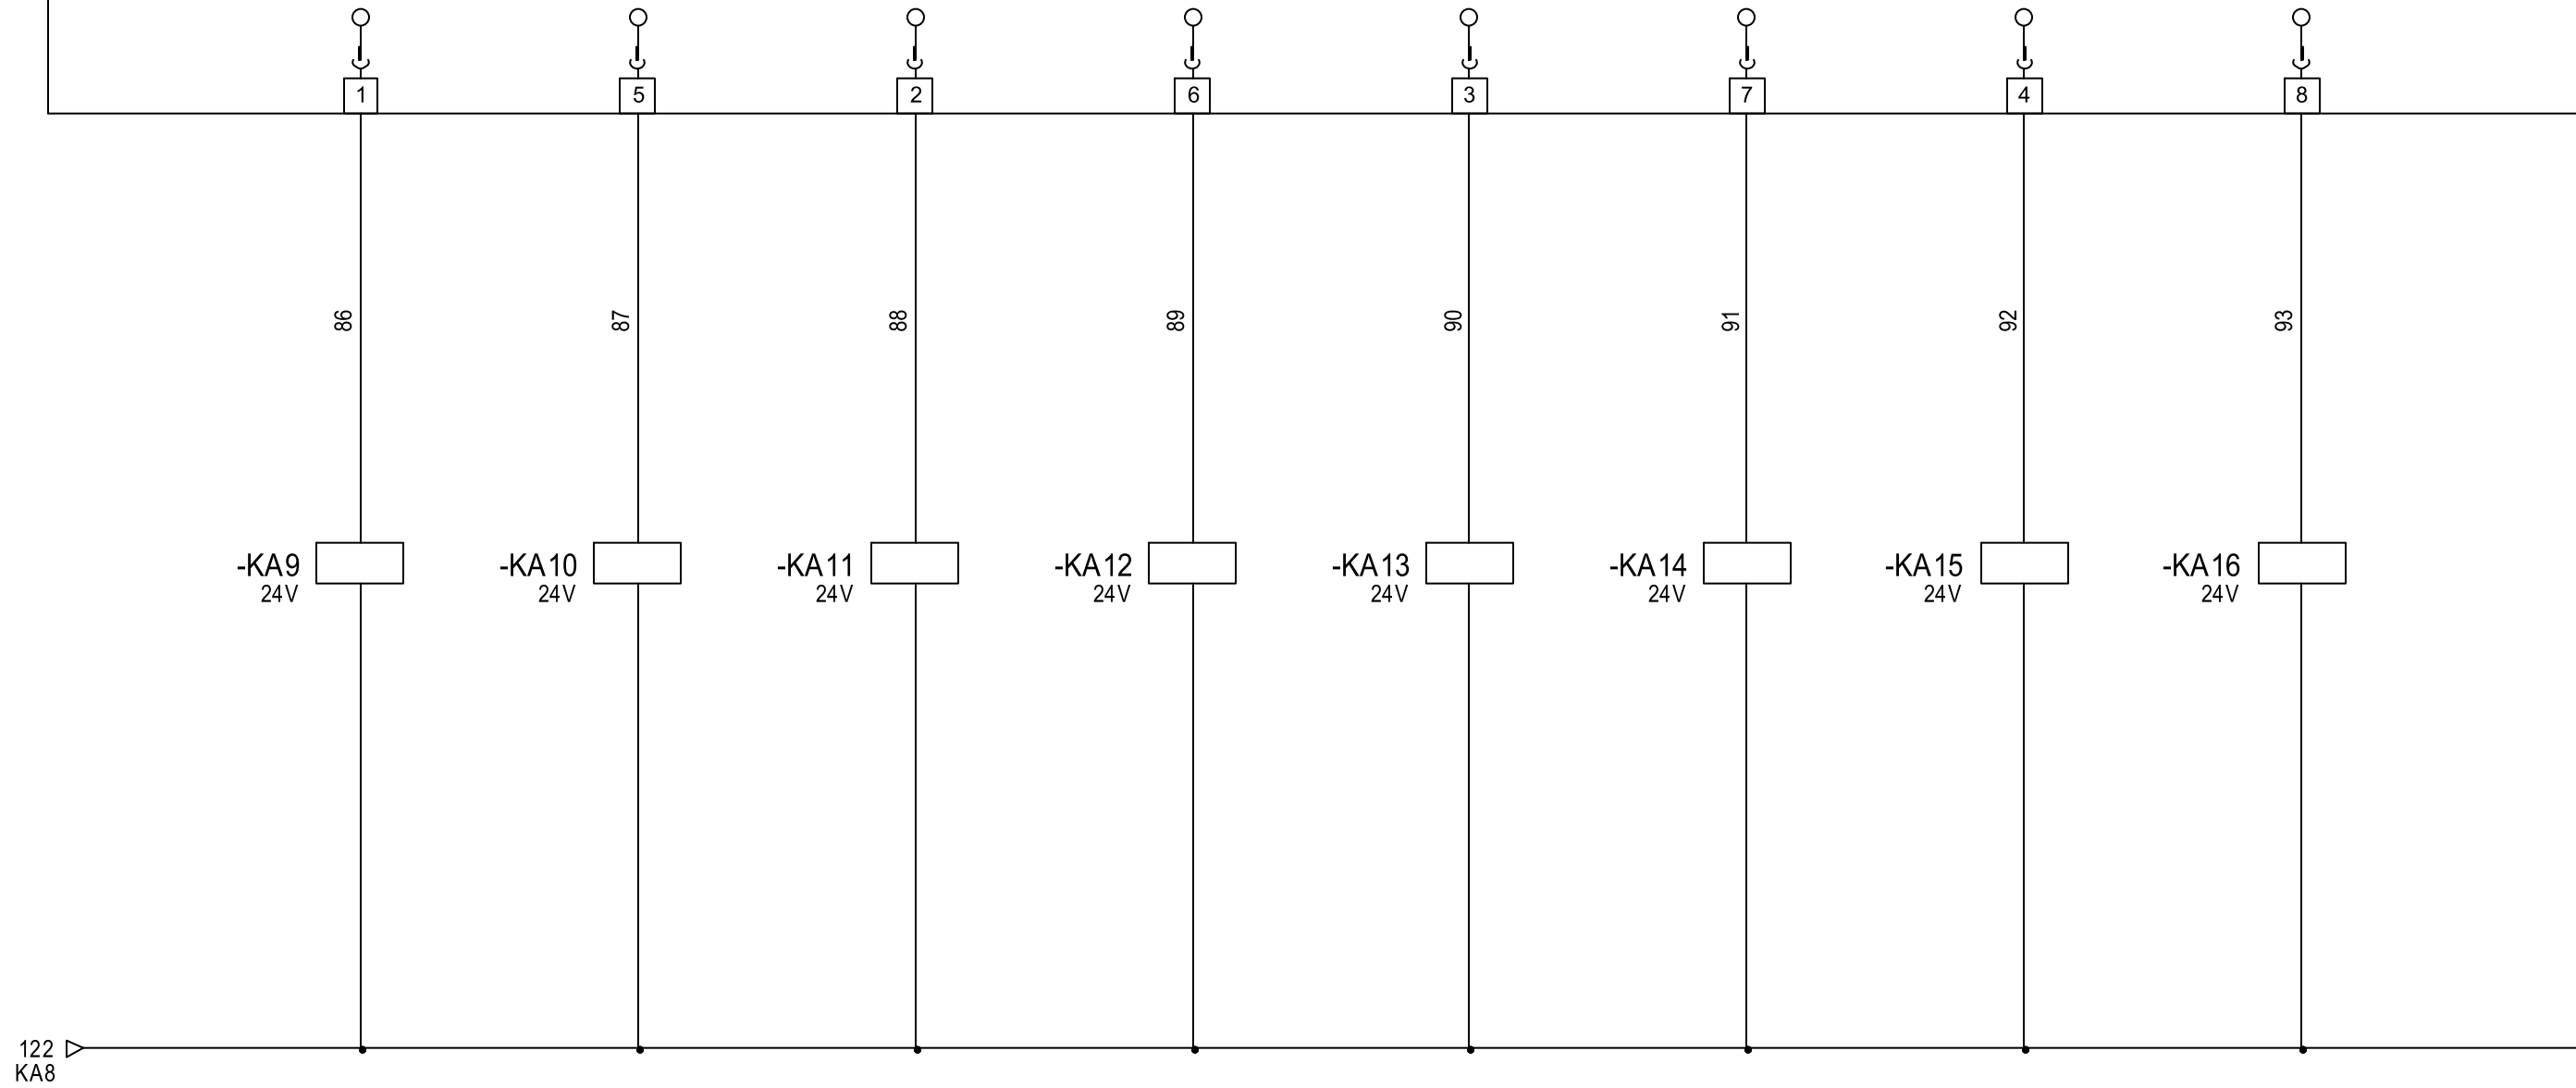 1 5 2 6 3 7 4 8
86 87 88 89 90 91 92 93
-KA9 -KA10 -KA11 -KA12 -KA13 -KA14 -KA15 -KA16
24V 24V 24V 24V 24V 24V 24V 24V
122
KA8